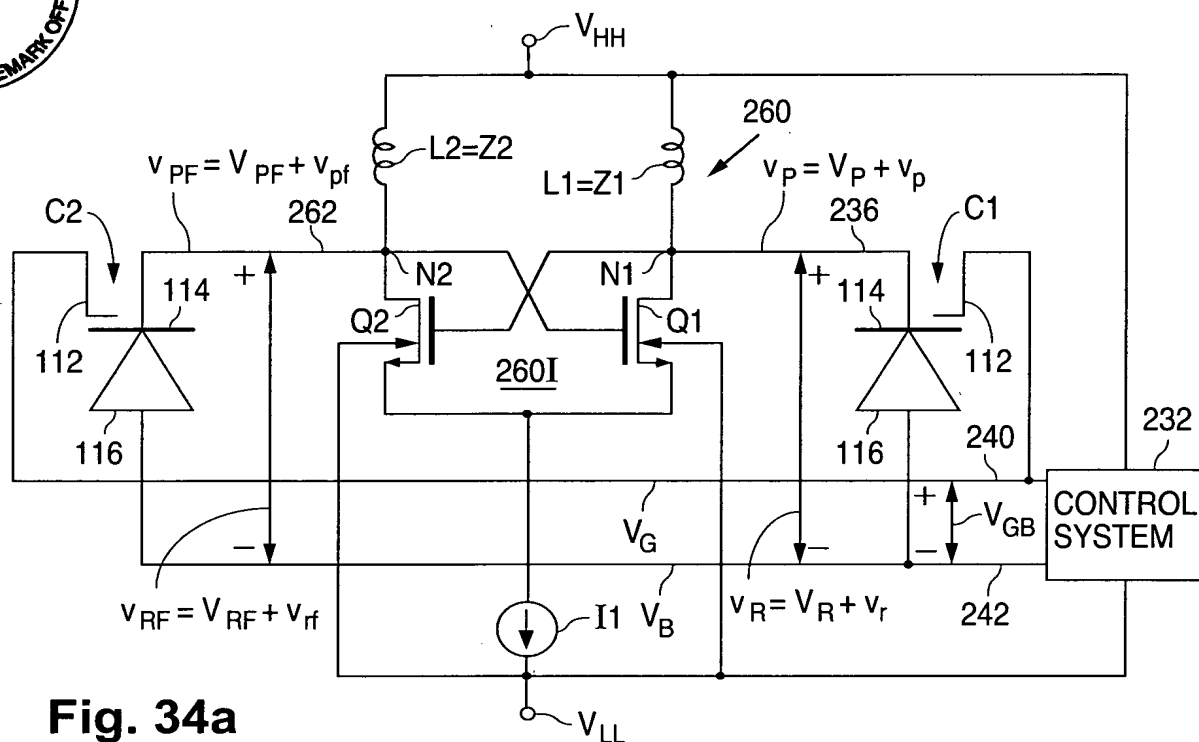 EMARK OFF
V_HH
260
L2=Z2
L1=Z1
v_PF = V_PF + v_pf
v_P = V_P + v_p
C2
262
236
C1
N2
N1
114
114
112
Q2
Q1
112
260I
116
116
240
232
V_G
V_GB
CONTROL
SYSTEM
V_B
242
v_RF = V_RF + v_rf
v_R = V_R + v_r
I1
+
−
+
−
+
−
Fig. 34a
V_LL